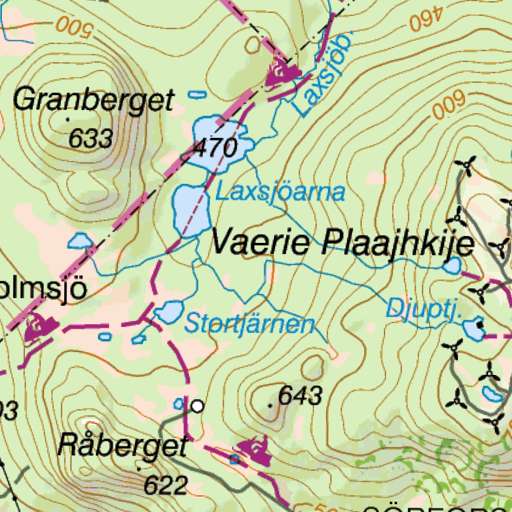 500
460
Laxsjöb.
Granberget
633
600
470
Laxsjöarna
Vaerie Plaajhkije
olmsjö
Djuptj.
Stortjärnen
643
03
Råberget
622